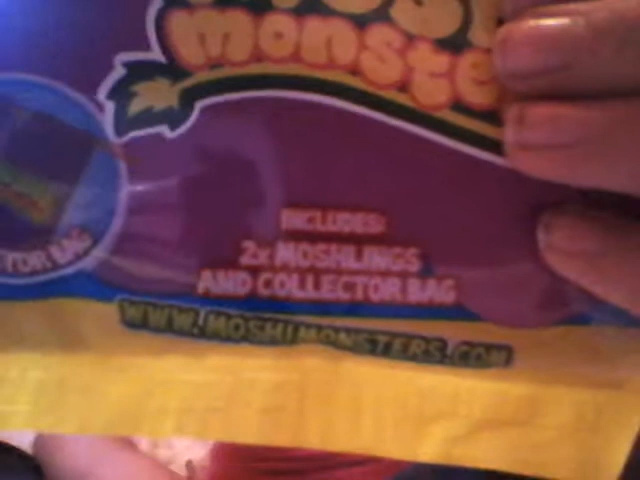 monste
INCLUDES:
2x MOSHLINGS
AND COLLECTOR BAG
TOR BAG
WWW.MOSHIMONSTERS.COM